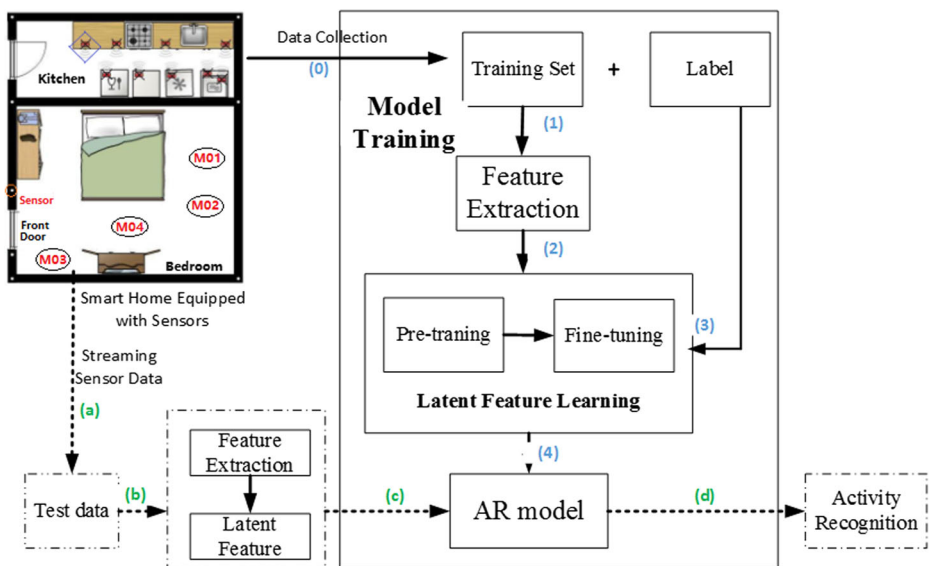 Data Collection
(0)
Training Set
+
Label
Kitchen
Model
Training
(1)
Feature
Extraction
M01
M02
Sensor
Front
Door
M04
M03
Bedroom
(2)
Smart Home Equipped
with Sensors
Pre-traning
Fine-tuning
(3)
Streaming
Sensor Data
Latent Feature Learning
(a)
(4)
Feature
Extraction
Test data
(b)
Latent
Feature
(c)
AR model
(d)
Activity
Recognition